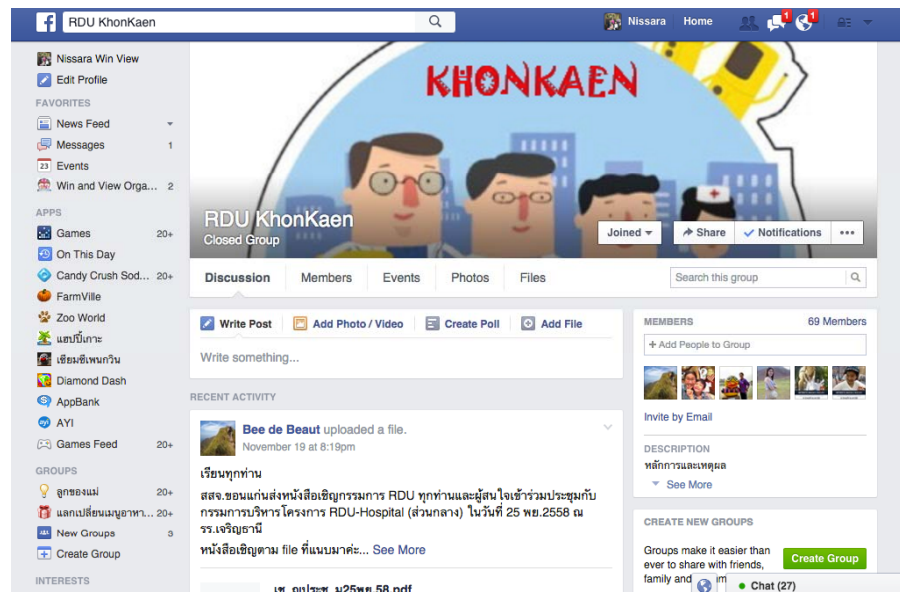 RDU KhonKaen
Nissara
Home
1
1
Nissara Win View
Edit Profile
FAVORITES
News Feed
Messages 1
23 Events
Win and View Orga... 2
APPS
Games 20+
On This Day
Candy Crush Sod... 20+
FarmVille
Zoo World
แฮปปี้เกาะ
เซียมซีเพนกวิน
Diamond Dash
AppBank
AYI
Games Feed 20+
GROUPS
ลูกของแม่ 20+
แลกเปลี่ยนเมนูอาหา... 20+
New Groups 3
Create Group
INTERESTS
KHONKAEN
RDU KhonKaen
Closed Group
Joined
Share
Notifications
Discussion
Members
Events
Photos
Files
Search this group
Write Post
Add Photo / Video
Create Poll
Add File
Write something...
RECENT ACTIVITY
Bee de Beaut uploaded a file.
November 19 at 8:19pm
เรียนทุกท่าน
สสจ.ขอนแก่นส่งหนังสือเชิญกรรมการ RDU ทุกท่านและผู้สนใจเข้าร่วมประชุมกับ
กรรมการบริหารโครงการ RDU-Hospital (ส่วนกลาง) ในวันที่ 25 พย.2558 ณ
รร.เจริญธานี
หนังสือเชิญตาม file ที่แนบมาค่ะ... See More
MEMBERS
69 Members
+ Add People to Group
Invite by Email
DESCRIPTION
หลักการและเหตุผล
See More
CREATE NEW GROUPS
Groups make it easier than
ever to share with friends,
family and
Create Group
Chat (27)